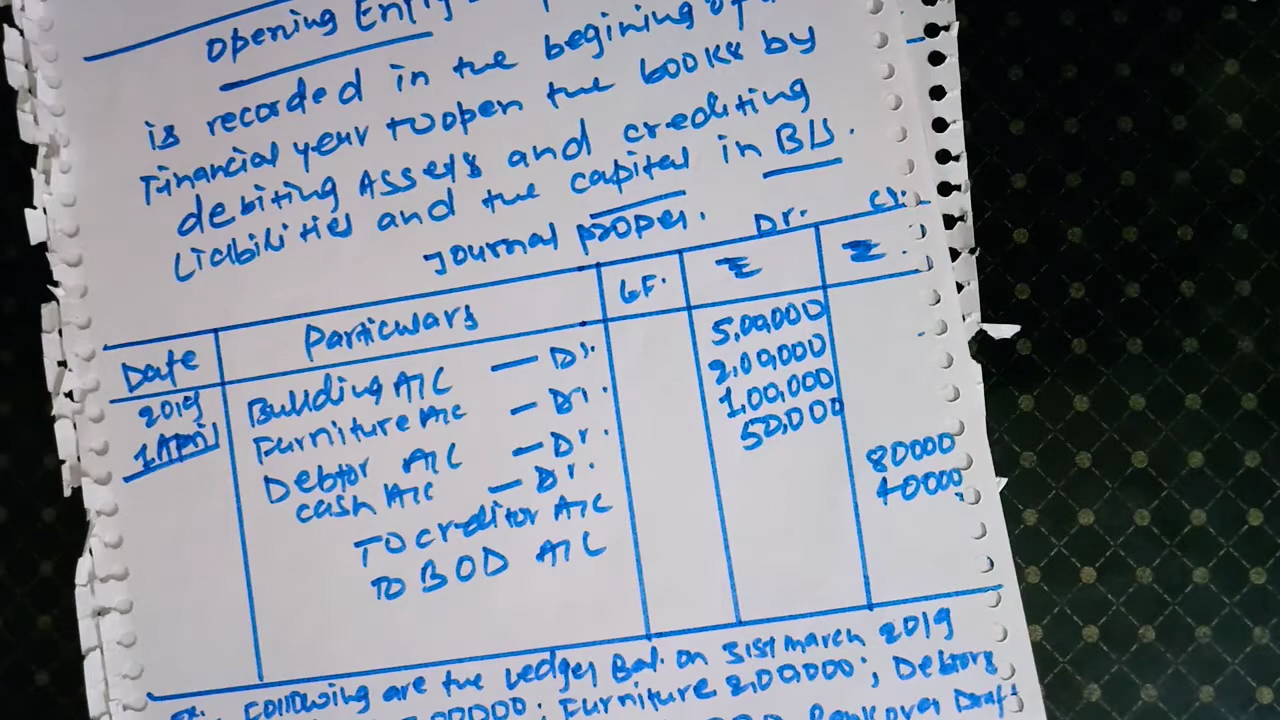 Opening Entry
is recorded in the begining of
Financial year to open the books by
debiting Assets and crediting
Liabilities and the capital in B/S.
Journal proper.
Dr. Cr.
Date Particulars L.F. ₹ ₹
2019 Building A/C — Dr. 5,00,000
1 April Furniture A/C — Dr. 2,00,000
Debtor A/C — Dr. 1,00,000
Cash A/C — Dr. 50,000
To creditor A/C 80000
To BOD A/C 40000
Ex. Following are the Ledger Bal. on 31st march 2019
00000; Furniture 2,00,000; Debtors
Bank over Draft